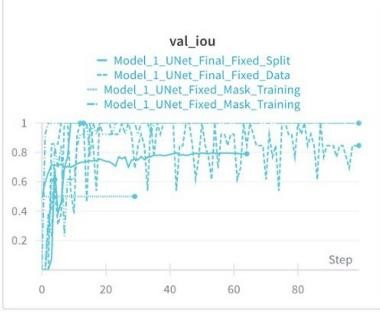 val_iou
Model_1_UNet_Final_Fixed_Split
Model_1_UNet_Final_Fixed_Data
Model_1_UNet_Fixed_Mask_Training
Model_1_UNet_Fixed_Mask_Training
1
0.8
0.6
0.4
0.2
Step
0 20 40 60 80